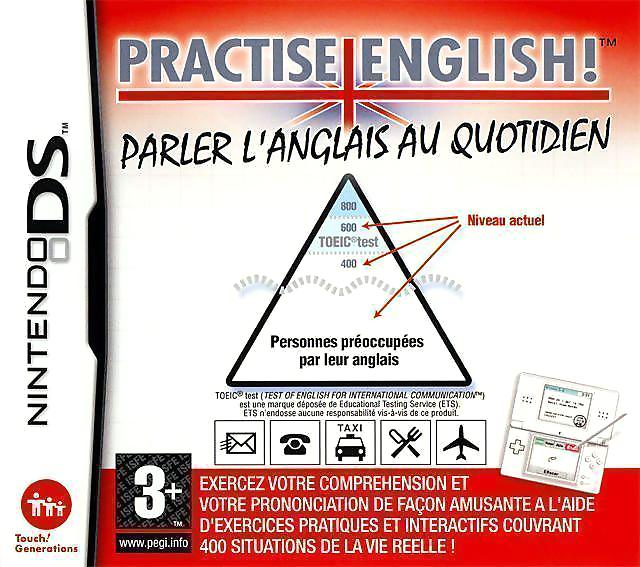 PRACTISE ENGLISH!™
PARLER L'ANGLAIS AU QUOTIDIEN
NINTENDO DS™
800
600
TOEIC® test
400
Niveau actuel
Personnes préoccupées
par leur anglais
TOEIC® test (TEST OF ENGLISH FOR INTERNATIONAL COMMUNICATION™)
est une marque déposée de Educational Testing Service (ETS).
ETS n'endosse aucune responsabilité vis-à-vis de ce produit.
TAXI
3+
™
www.pegi.info
EXERCEZ VOTRE COMPREHENSION ET
VOTRE PRONONCIATION DE FAÇON AMUSANTE A L'AIDE
D'EXERCICES PRATIQUES ET INTERACTIFS COUVRANT
400 SITUATIONS DE LA VIE REELLE !
Touch!
Generations